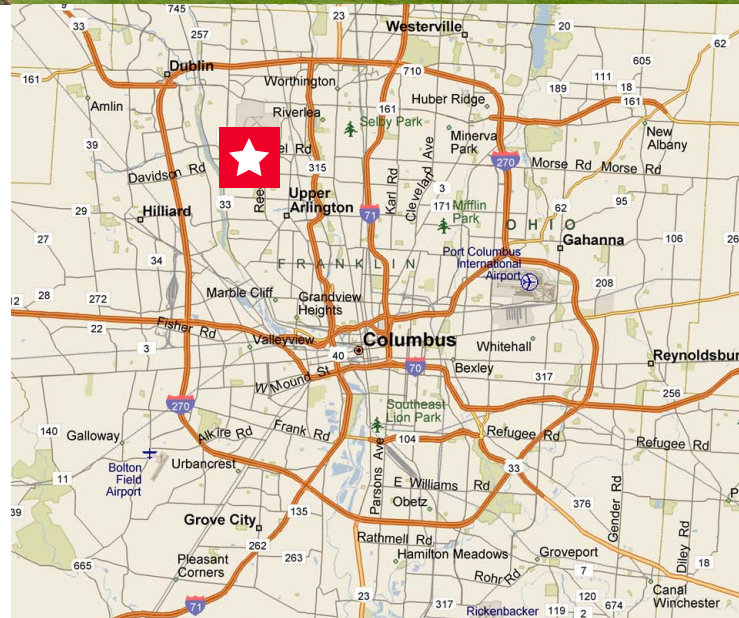 745
9
33
257
23
Westerville
20
62
Dublin
605
161
710
Worthington
111
18
189
161
Amlin
Huber Ridge
161
Riverlea
Selby Park
New
Albany
Minerva
Park
39
el Rd
Davidson Rd
315
270
Morse Rd
Morse Rd
Karl Rd
Cleveland Ave
Ree
Upper
Arlington
3
29
Hilliard
33
71
171
Mifflin
Park
95
62
OHIO
27
Gahanna
106
26
34
FRANKLIN
Port Columbus
International
Airport
208
28
272
Marble Cliff
Grandview
Heights
12
22
Fisher Rd
Valleyview
Columbus
Whitehall
3
40
Reynoldsbur
W Mound St
70
Bexley
317
256
270
Southeast
Lion Park
140
Galloway
Alkire Rd
Frank Rd
104
Refugee Rd
Refugee Rd
Bolton
Field
Airport
Urbancrest
Parsons Ave
33
11
E Williams Rd
39
Obetz
376
Gender Rd
P
Grove City
135
262
263
Rathmell Rd
Diley Rd
665
Pleasant
Corners
Hamilton Meadows
Groveport
18
7
Rohr Rd
Canal
Winchester
71
23
317
Rickenbacker
119
120
2
674